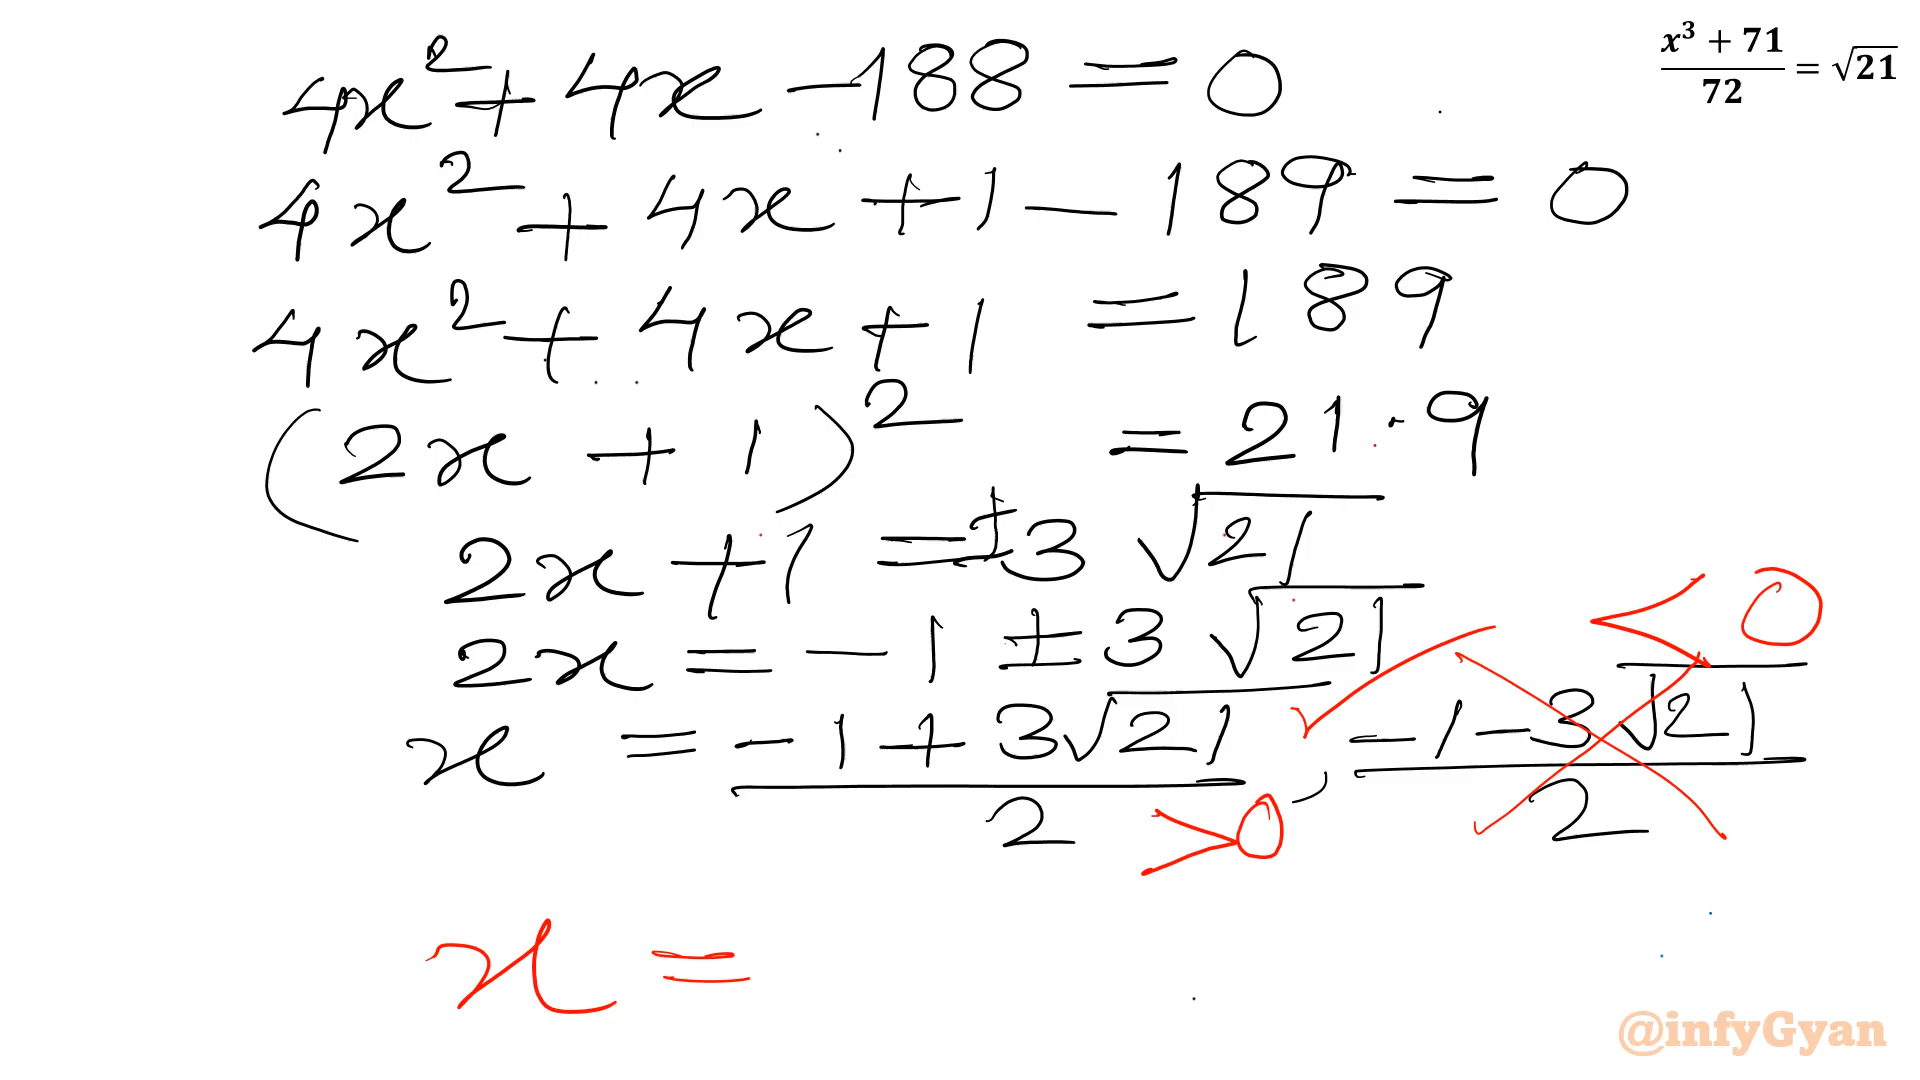 (x³ + 71)/72 = √21
4x² + 4x - 188 = 0
4x² + 4x + 1 - 189 = 0
4x² + 4x + 1 = 189
(2x + 1)² = 21 · 9
2x + 1 = ±3√21
2x = -1 ± 3√21
< 0
x = (-1 + 3√21)/2 , (-1 - 3√21)/2
> 0
x =
@infyGyan